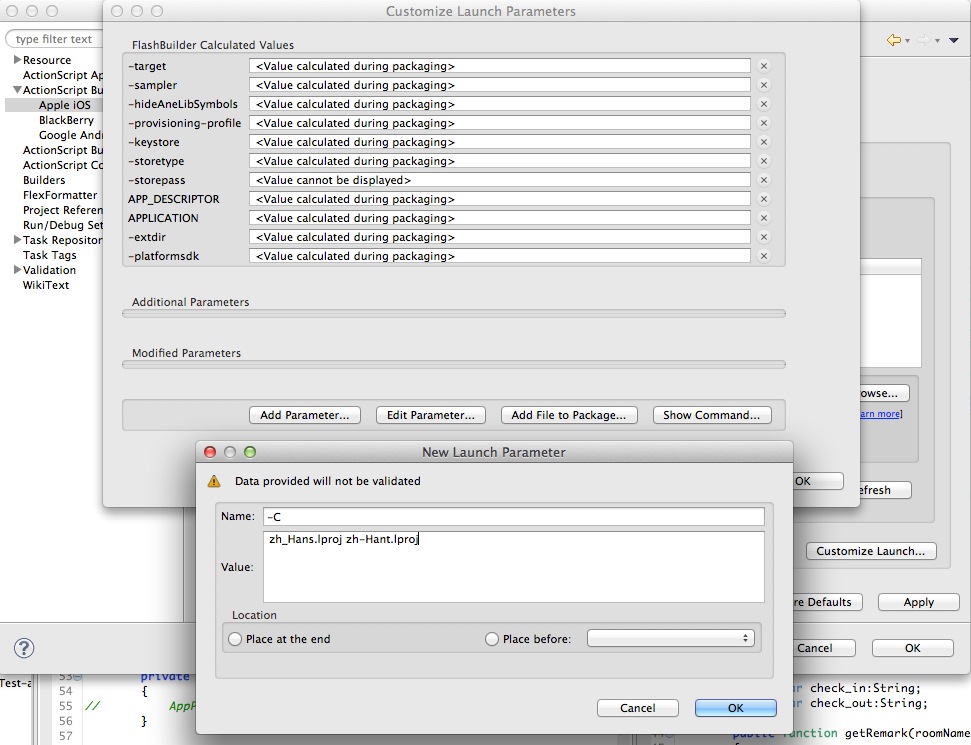 Customize Launch Parameters
type filter text
Resource
ActionScript Ap
ActionScript Bu
Apple iOS
BlackBerry
Google Andr
ActionScript Bu
ActionScript Co
Builders
FlexFormatter
Project Referen
Run/Debug Set
Task Repositor
Task Tags
Validation
WikiText
FlashBuilder Calculated Values
-target <Value calculated during packaging>
-sampler <Value calculated during packaging>
-hideAneLibSymbols <Value calculated during packaging>
-provisioning-profile <Value calculated during packaging>
-keystore <Value calculated during packaging>
-storetype <Value calculated during packaging>
-storepass <Value cannot be displayed>
APP_DESCRIPTOR <Value calculated during packaging>
APPLICATION <Value calculated during packaging>
-extdir <Value calculated during packaging>
-platformsdk <Value calculated during packaging>
Additional Parameters
Modified Parameters
Add Parameter... Edit Parameter... Add File to Package... Show Command...
OK
owse...
arn more]
efresh
Customize Launch...
re Defaults Apply
Cancel OK
New Launch Parameter
Data provided will not be validated
Name: -C
Value: zh_Hans.lproj zh-Hant.lproj
Location
Place at the end Place before:
Cancel OK
?
Test-a
53 private
54 {
55 // AppP
56 }
57
ar check_in:String;
ar check_out:String;
public function getRemark(roomName